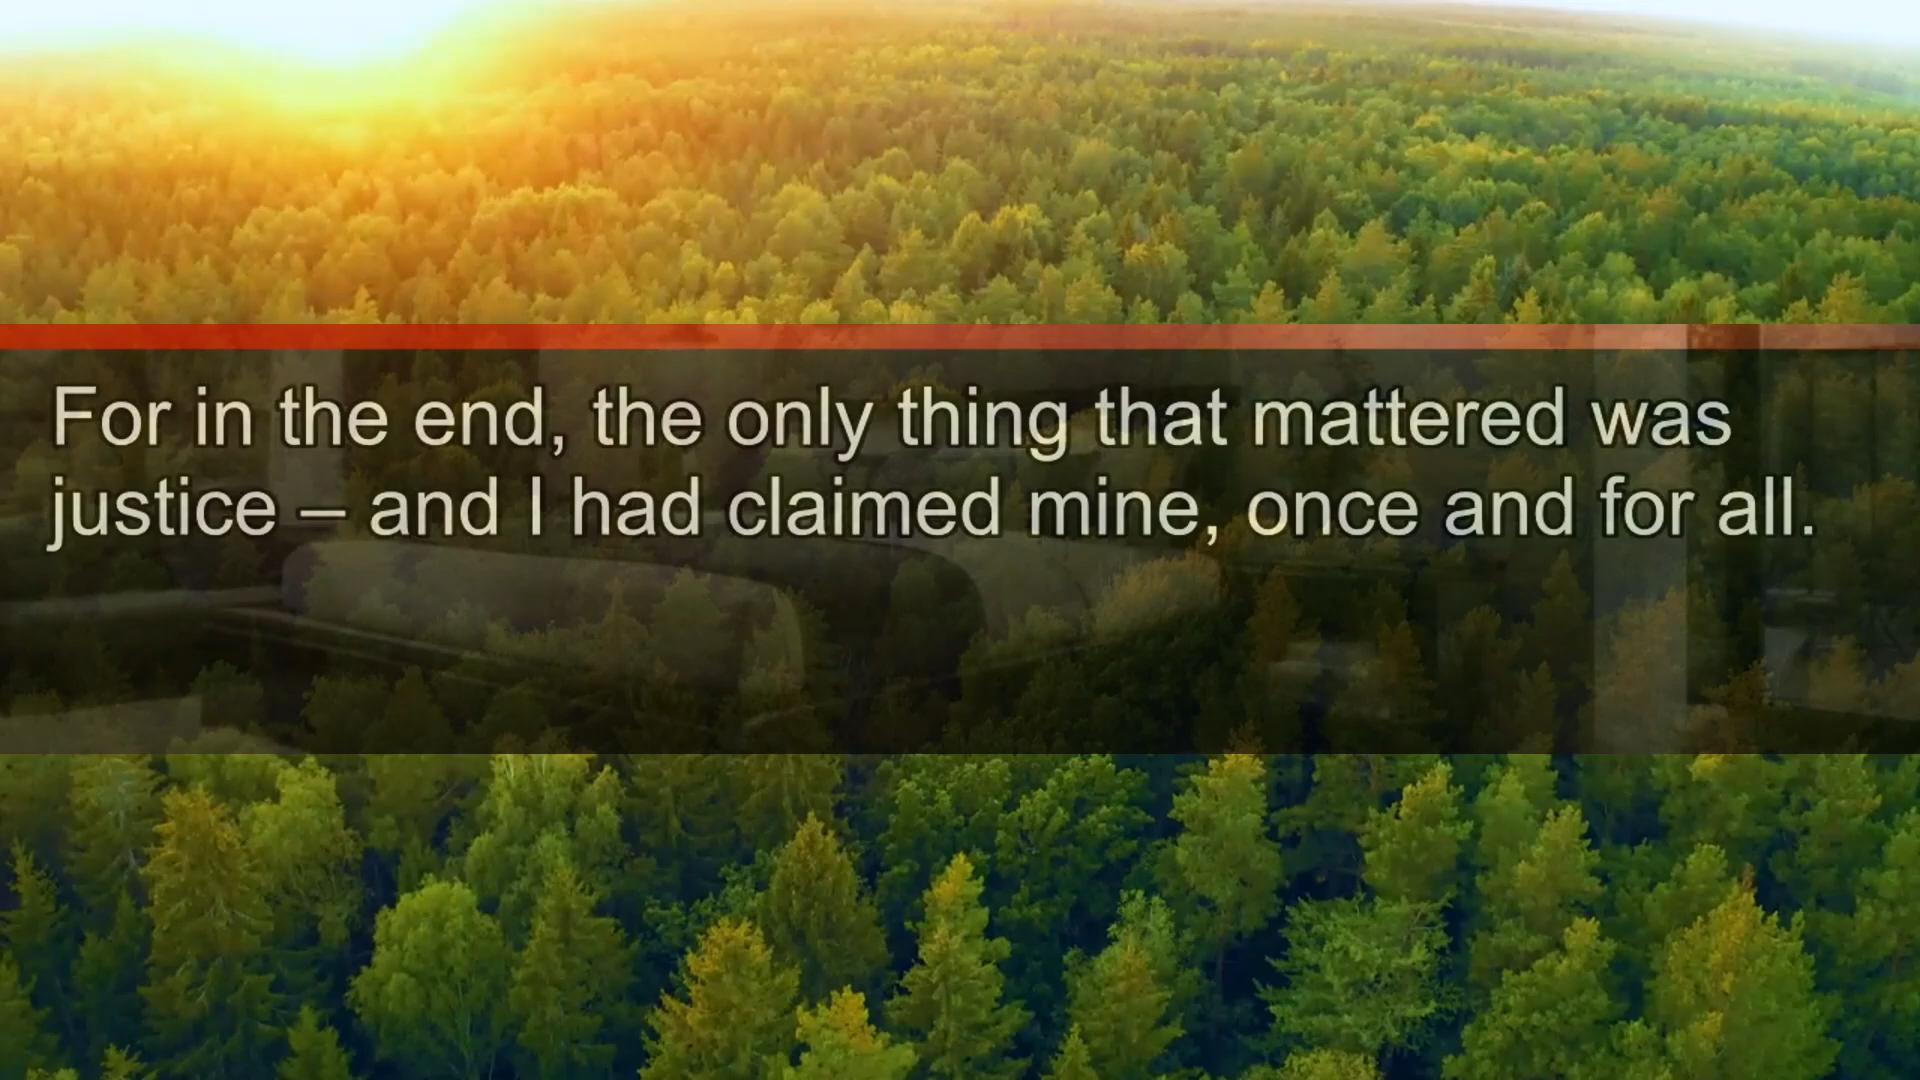 For in the end, the only thing that mattered was
justice – and I had claimed mine, once and for all.